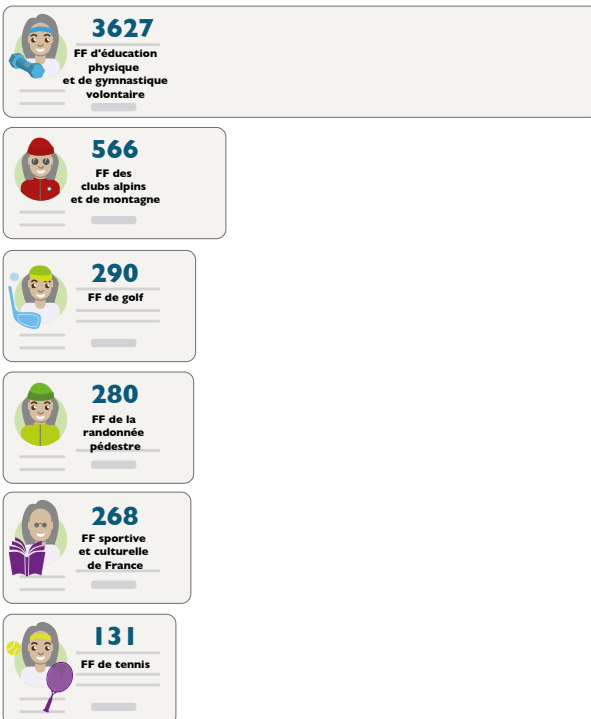 3627
FF d'éducation
physique
et de gymnastique
volontaire
566
FF des
clubs alpins
et de montagne
290
FF de golf
280
FF de la
randonnée
pédestre
268
FF sportive
et culturelle
de France
131
FF de tennis